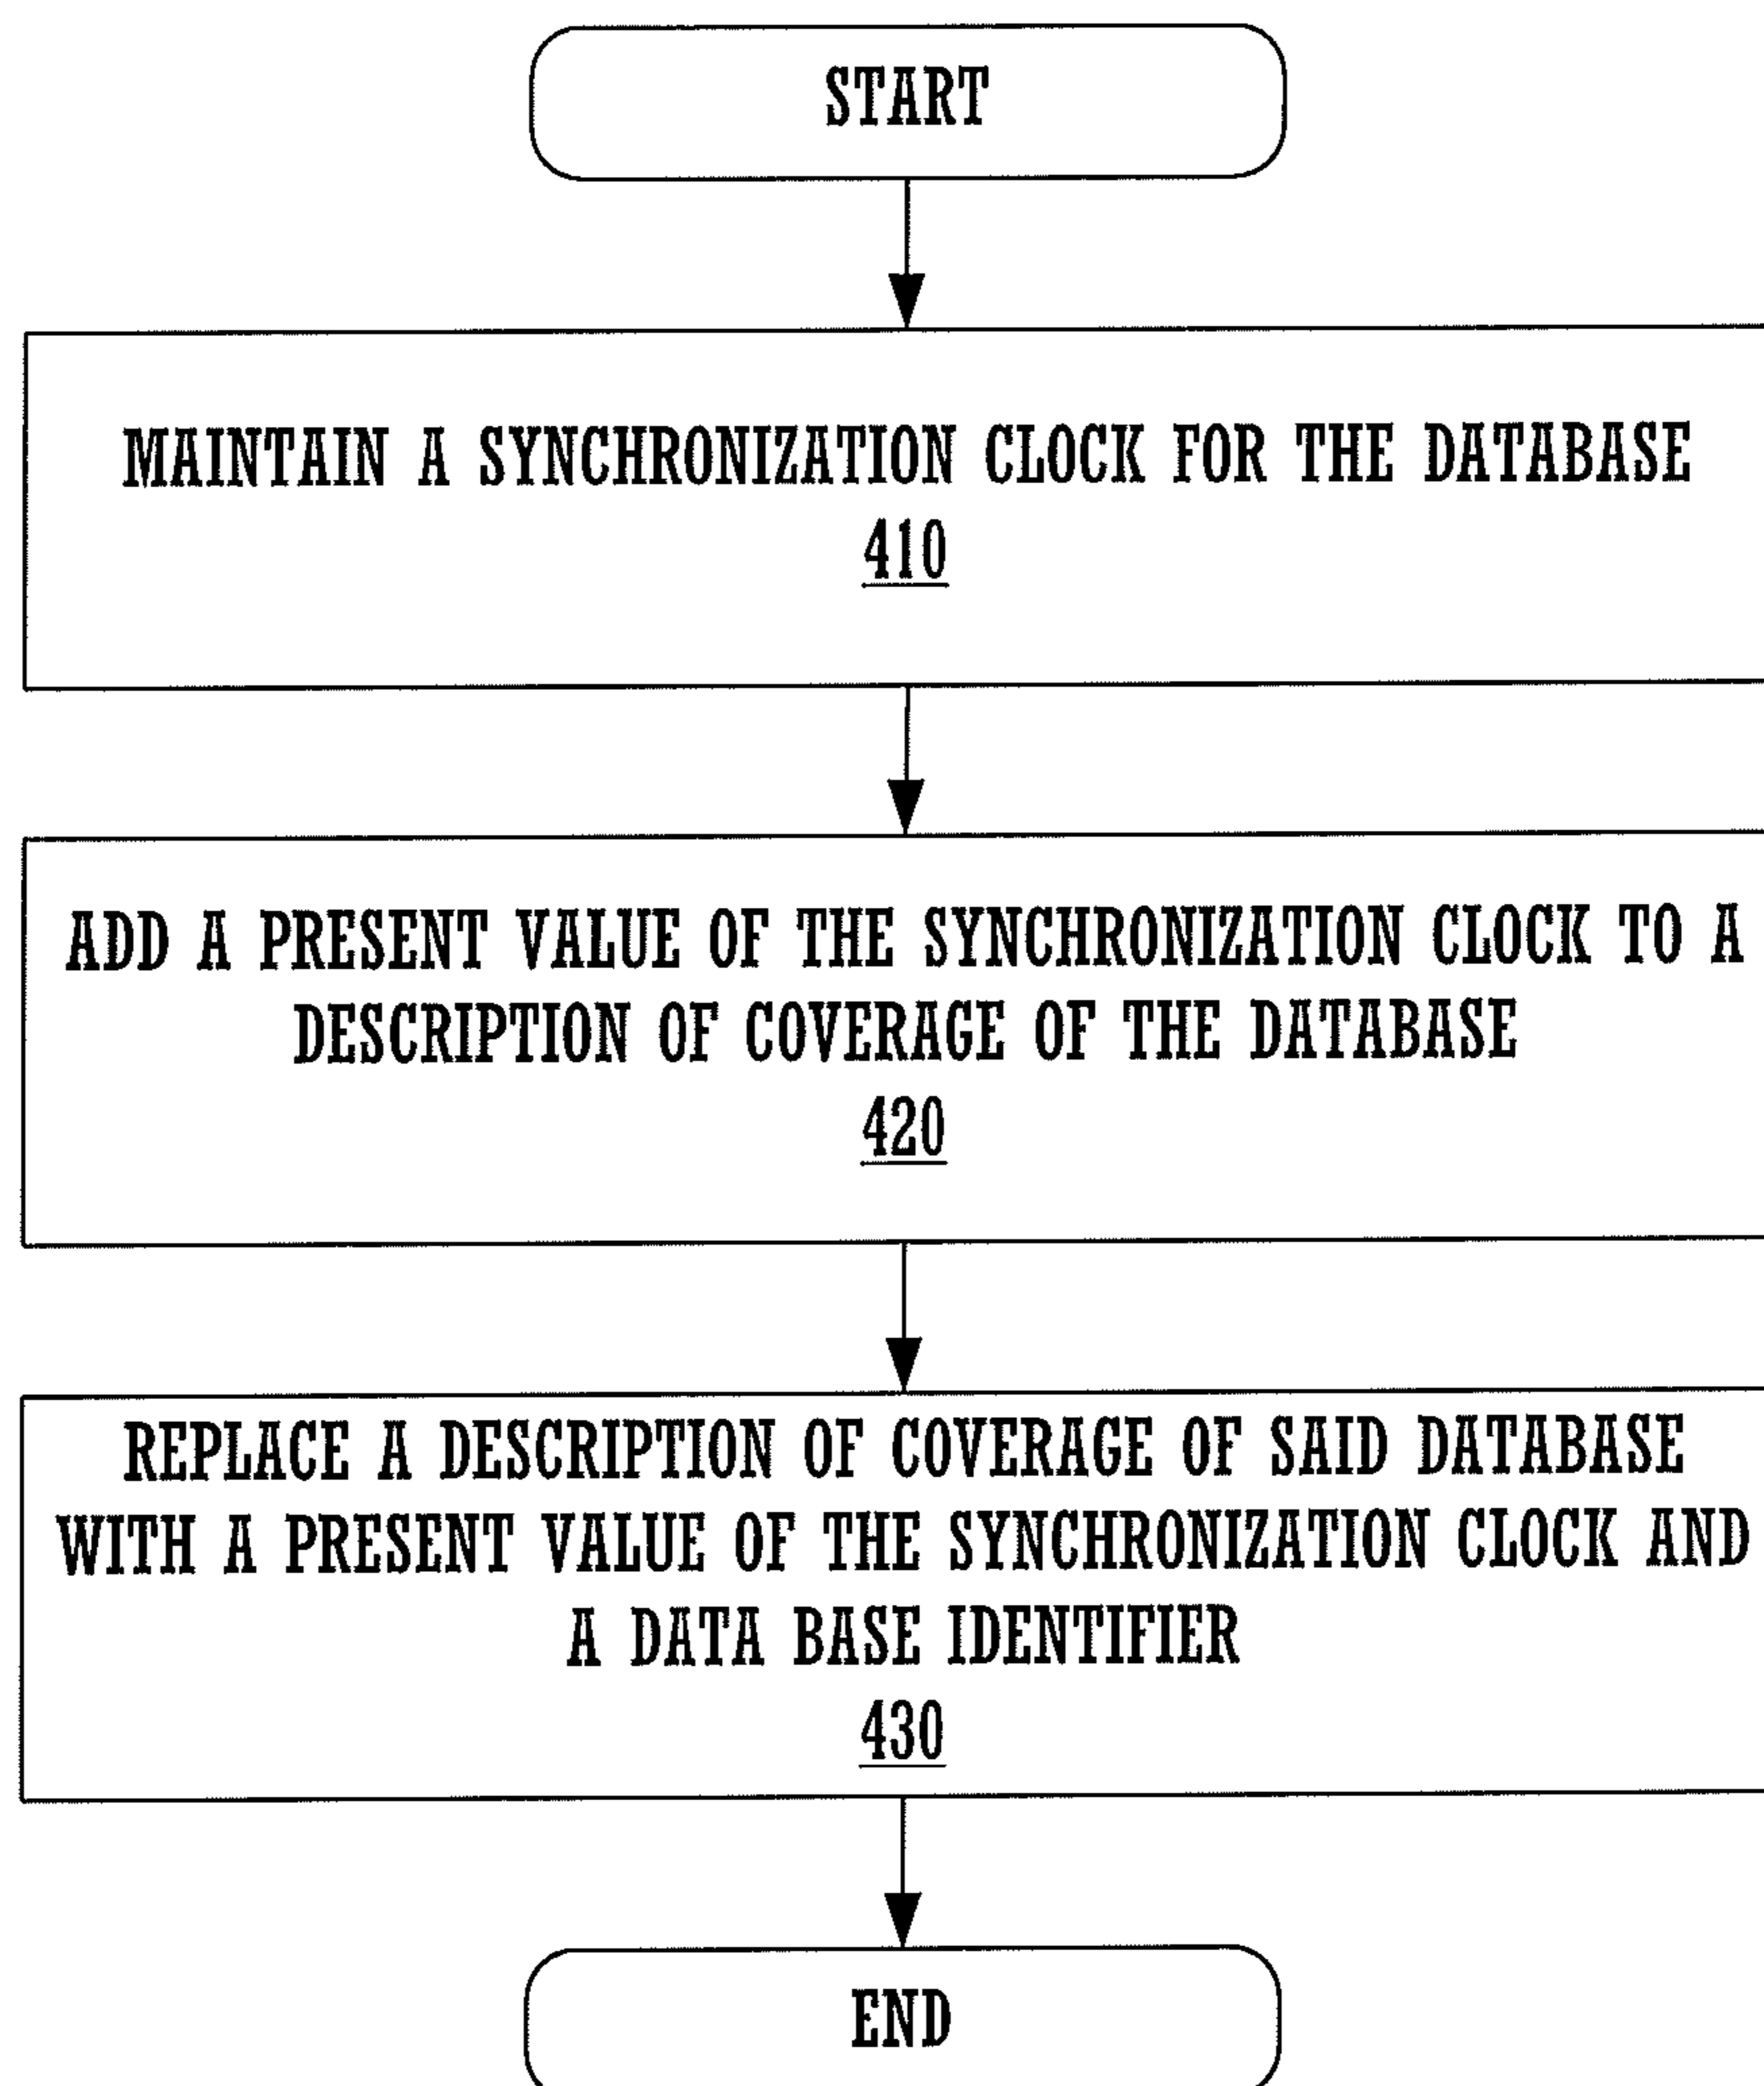 START
MAINTAIN A SYNCHRONIZATION CLOCK FOR THE DATABASE
410
ADD A PRESENT VALUE OF THE SYNCHRONIZATION CLOCK TO A
DESCRIPTION OF COVERAGE OF THE DATABASE
420
REPLACE A DESCRIPTION OF COVERAGE OF SAID DATABASE
WITH A PRESENT VALUE OF THE SYNCHRONIZATION CLOCK AND
A DATA BASE IDENTIFIER
430
END